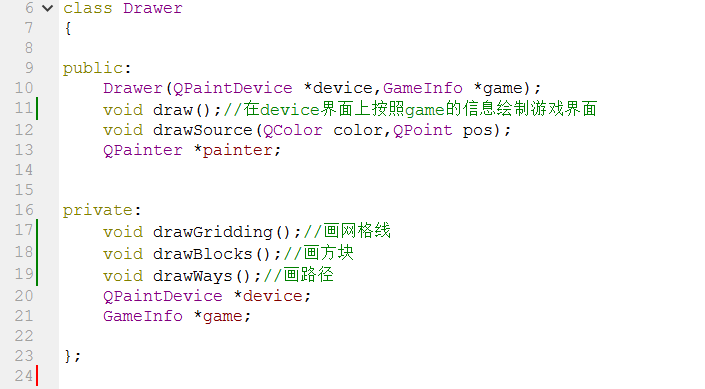 6 class Drawer
7 {
8
9 public:
10 Drawer(QPaintDevice *device,GameInfo *game);
11 void draw();//在device界面上按照game的信息绘制游戏界面
12 void drawSource(QColor color,QPoint pos);
13 QPainter *painter;
14
15
16 private:
17 void drawGridding();//画网格线
18 void drawBlocks();//画方块
19 void drawWays();//画路径
20 QPaintDevice *device;
21 GameInfo *game;
22
23 };
24